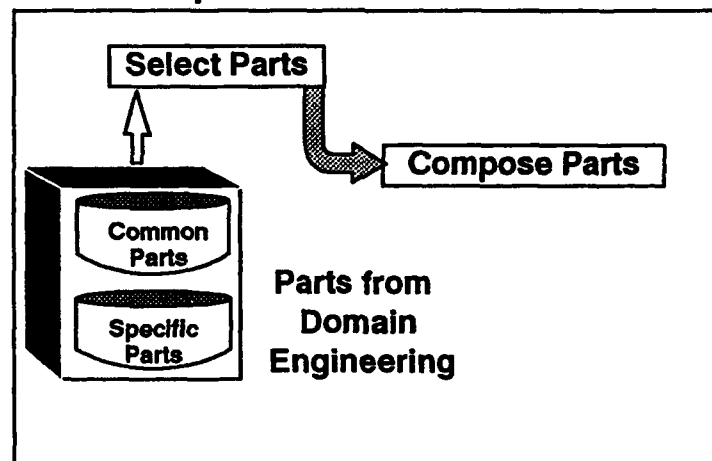 Select Parts
Compose Parts
Common
Parts
Specific
Parts
Parts from
Domain
Engineering